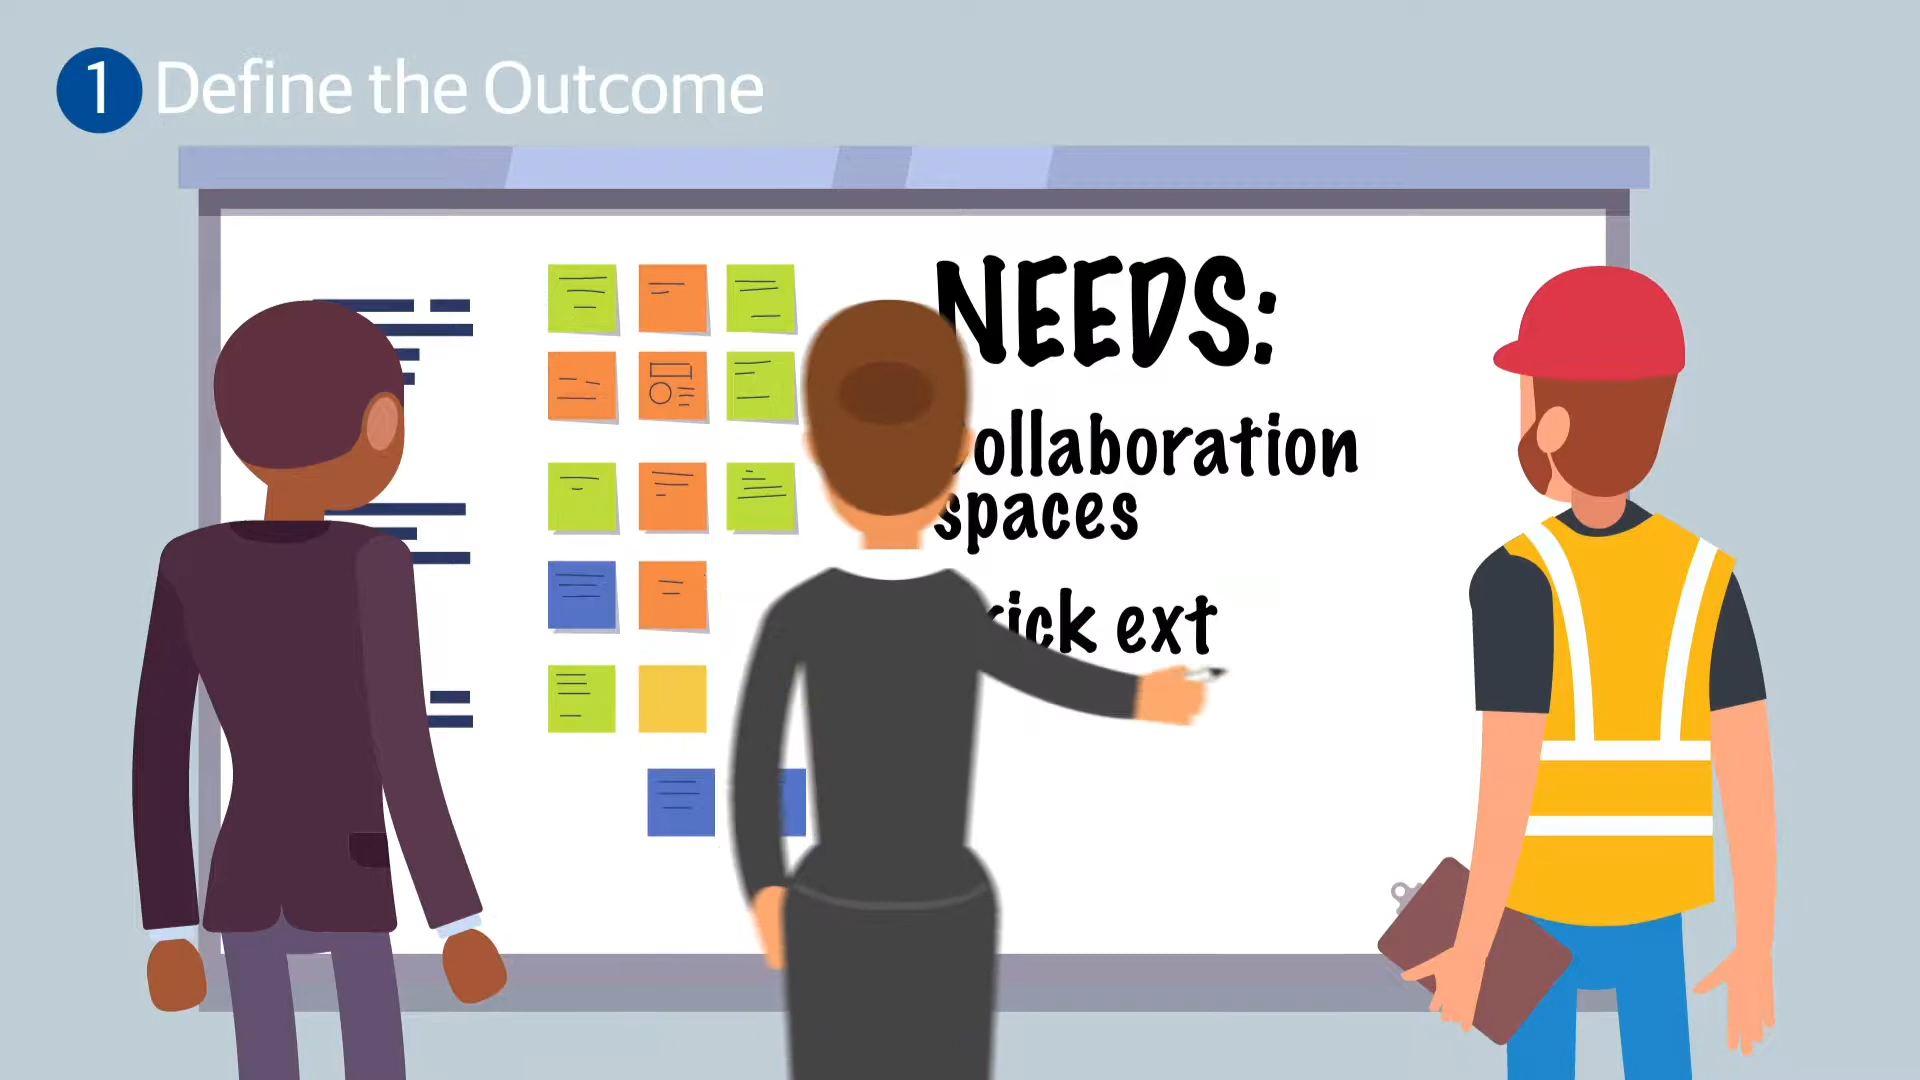 1 Define the Outcome
NEEDS:
ollaboration
spaces
ick ext